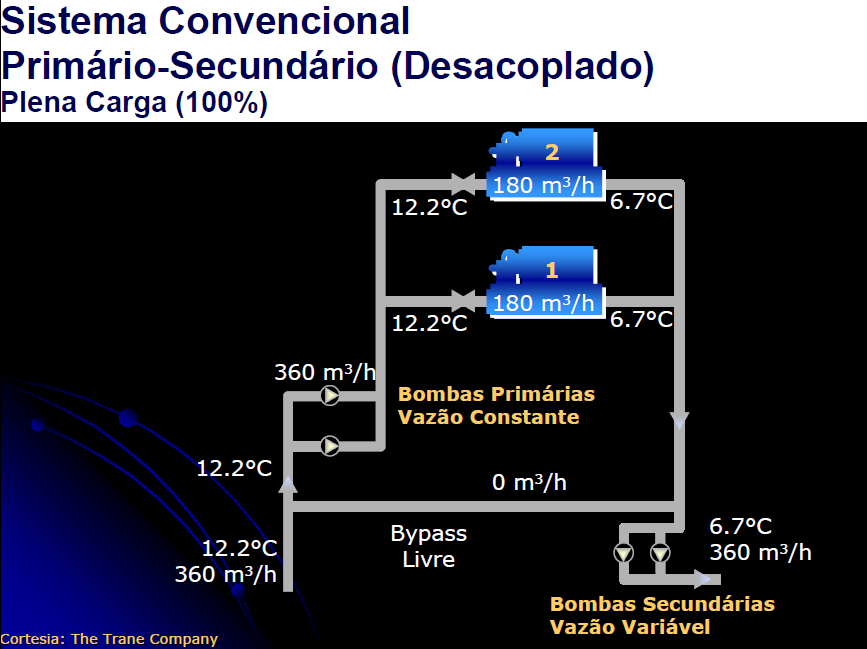 Sistema Convencional
Primário-Secundário (Desacoplado)
Plena Carga (100%)
2
180 m³/h
12.2°C
6.7°C
1
180 m³/h
12.2°C
6.7°C
360 m³/h
Bombas Primárias
Vazão Constante
12.2°C
0 m³/h
Bypass
Livre
12.2°C
360 m³/h
6.7°C
360 m³/h
Bombas Secundárias
Vazão Variável
Cortesia: The Trane Company